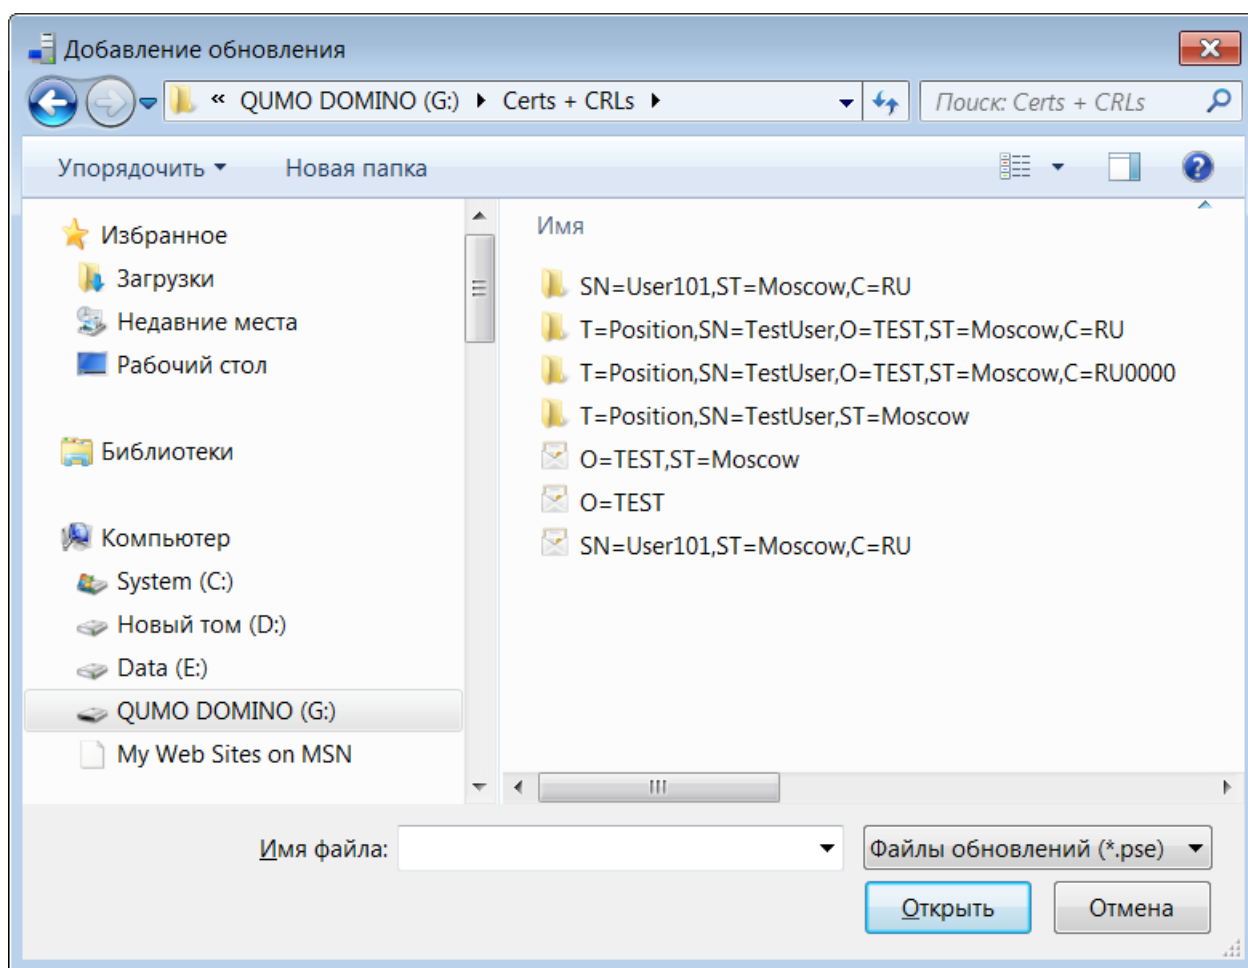 Добавление обновления
« QUMO DOMINO (G:) Certs + CRLs
Поиск: Certs + CRLs
Упорядочить
Новая папка
Избранное
Загрузки
Недавние места
Рабочий стол
Библиотеки
Компьютер
System (C:)
Новый том (D:)
Data (E:)
QUMO DOMINO (G:)
My Web Sites on MSN
Имя
SN=User101,ST=Moscow,C=RU
T=Position,SN=TestUser,O=TEST,ST=Moscow,C=RU
T=Position,SN=TestUser,O=TEST,ST=Moscow,C=RU0000
T=Position,SN=TestUser,ST=Moscow
O=TEST,ST=Moscow
O=TEST
SN=User101,ST=Moscow,C=RU
Имя файла:
Файлы обновлений (*.pse)
Открыть
Отмена